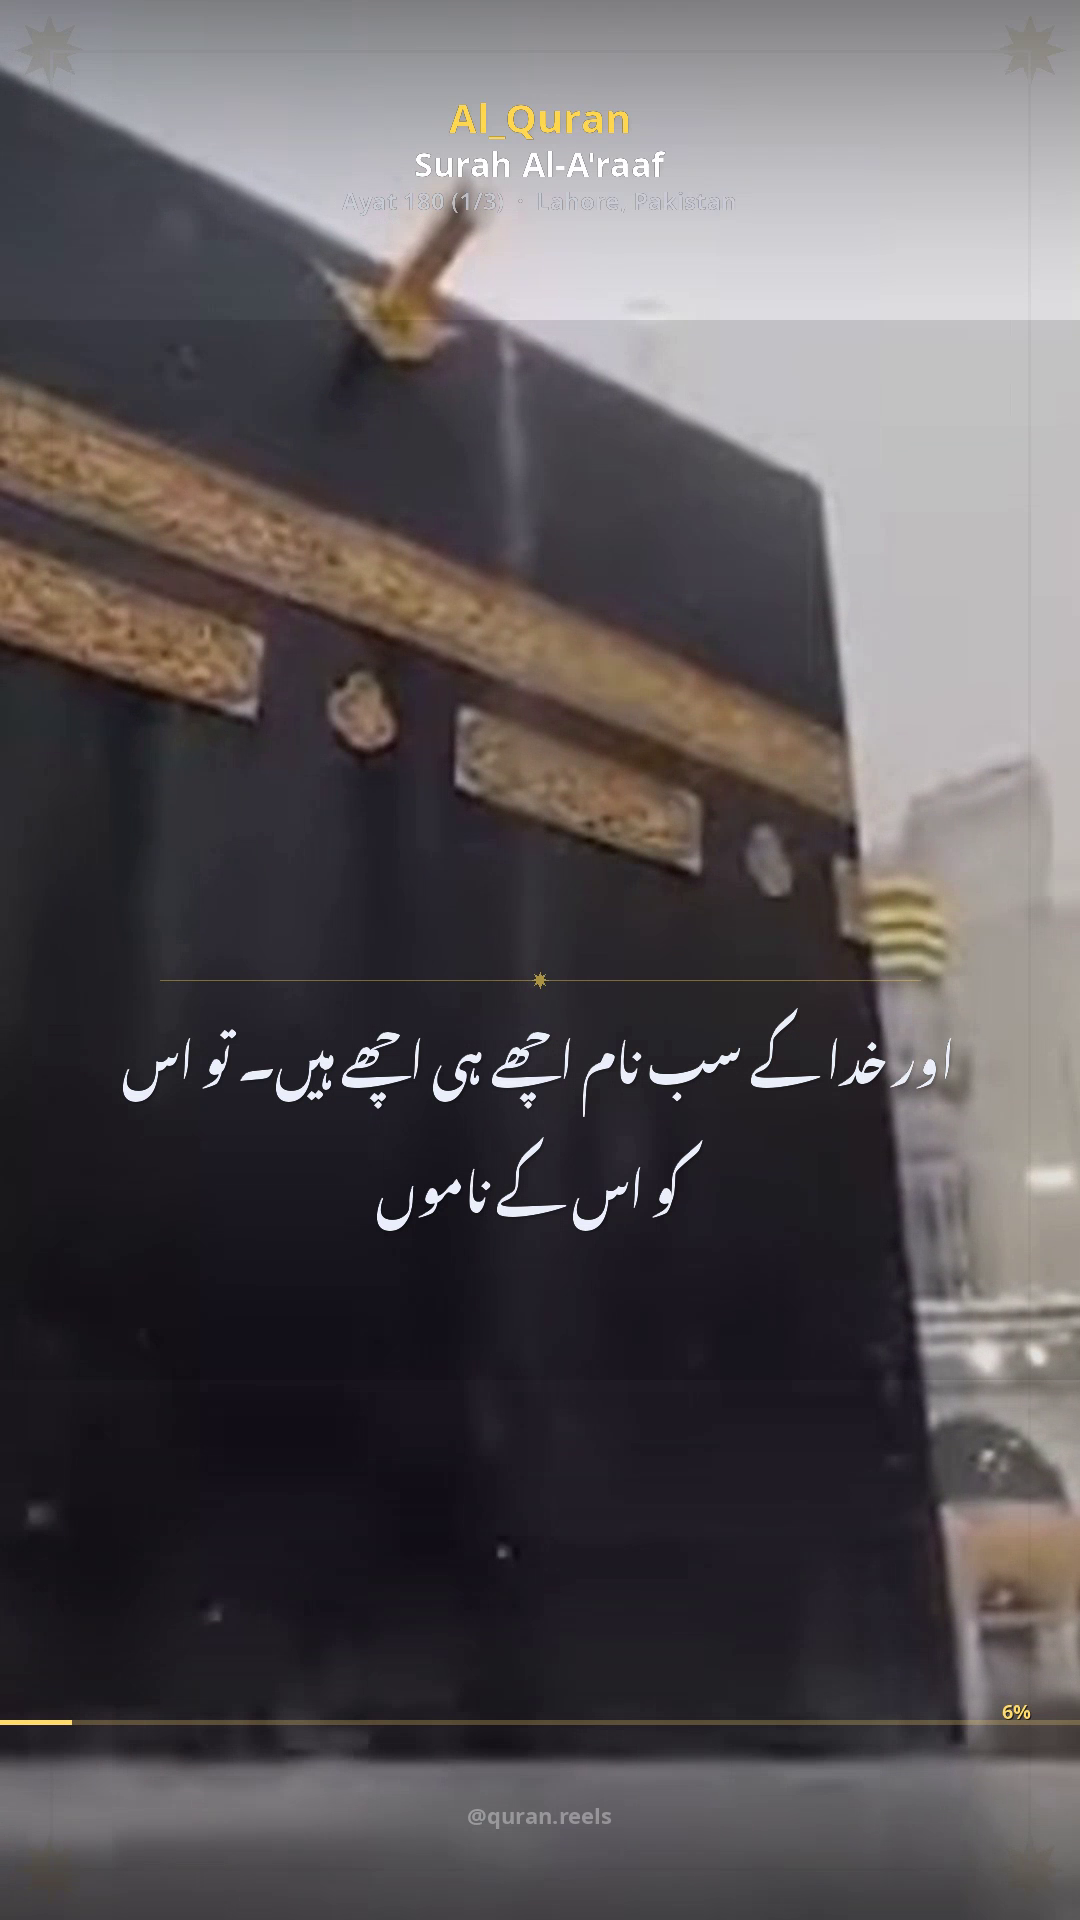 Al_Quran
Surah Al-A'raaf
Ayat 180 (1/3) · Lahore, Pakistan
اور خدا کے سب نام اچھے ہی اچھے ہیں۔ تو اس
کو اس کے ناموں
6%
@quran.reels